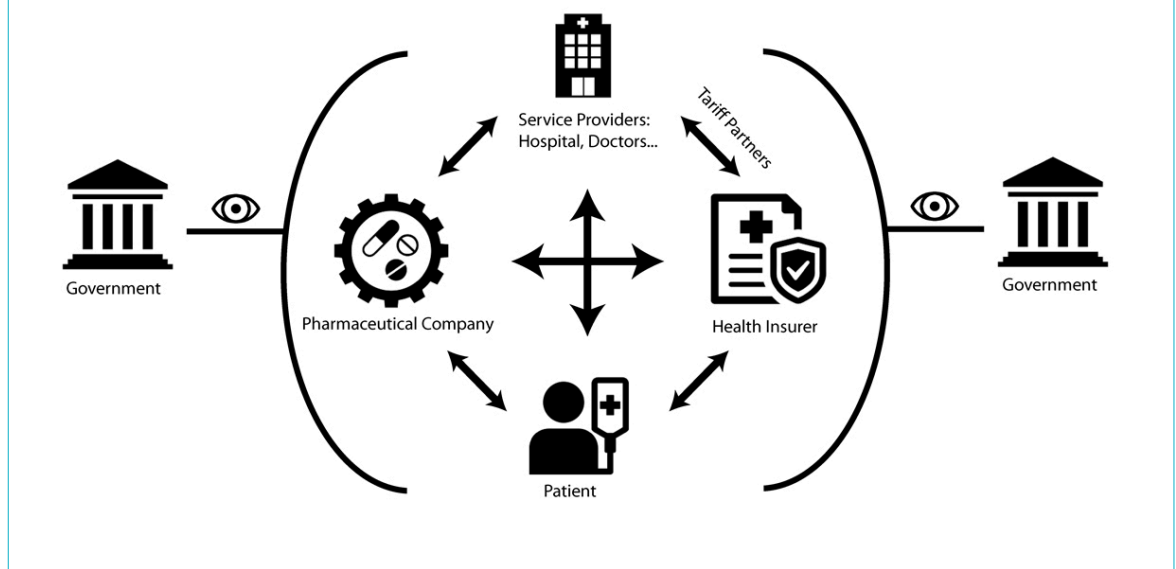 Service Providers:
Hospital, Doctors...
Tariff Partners
Government
Pharmaceutical Company
Health Insurer
Government
Patient